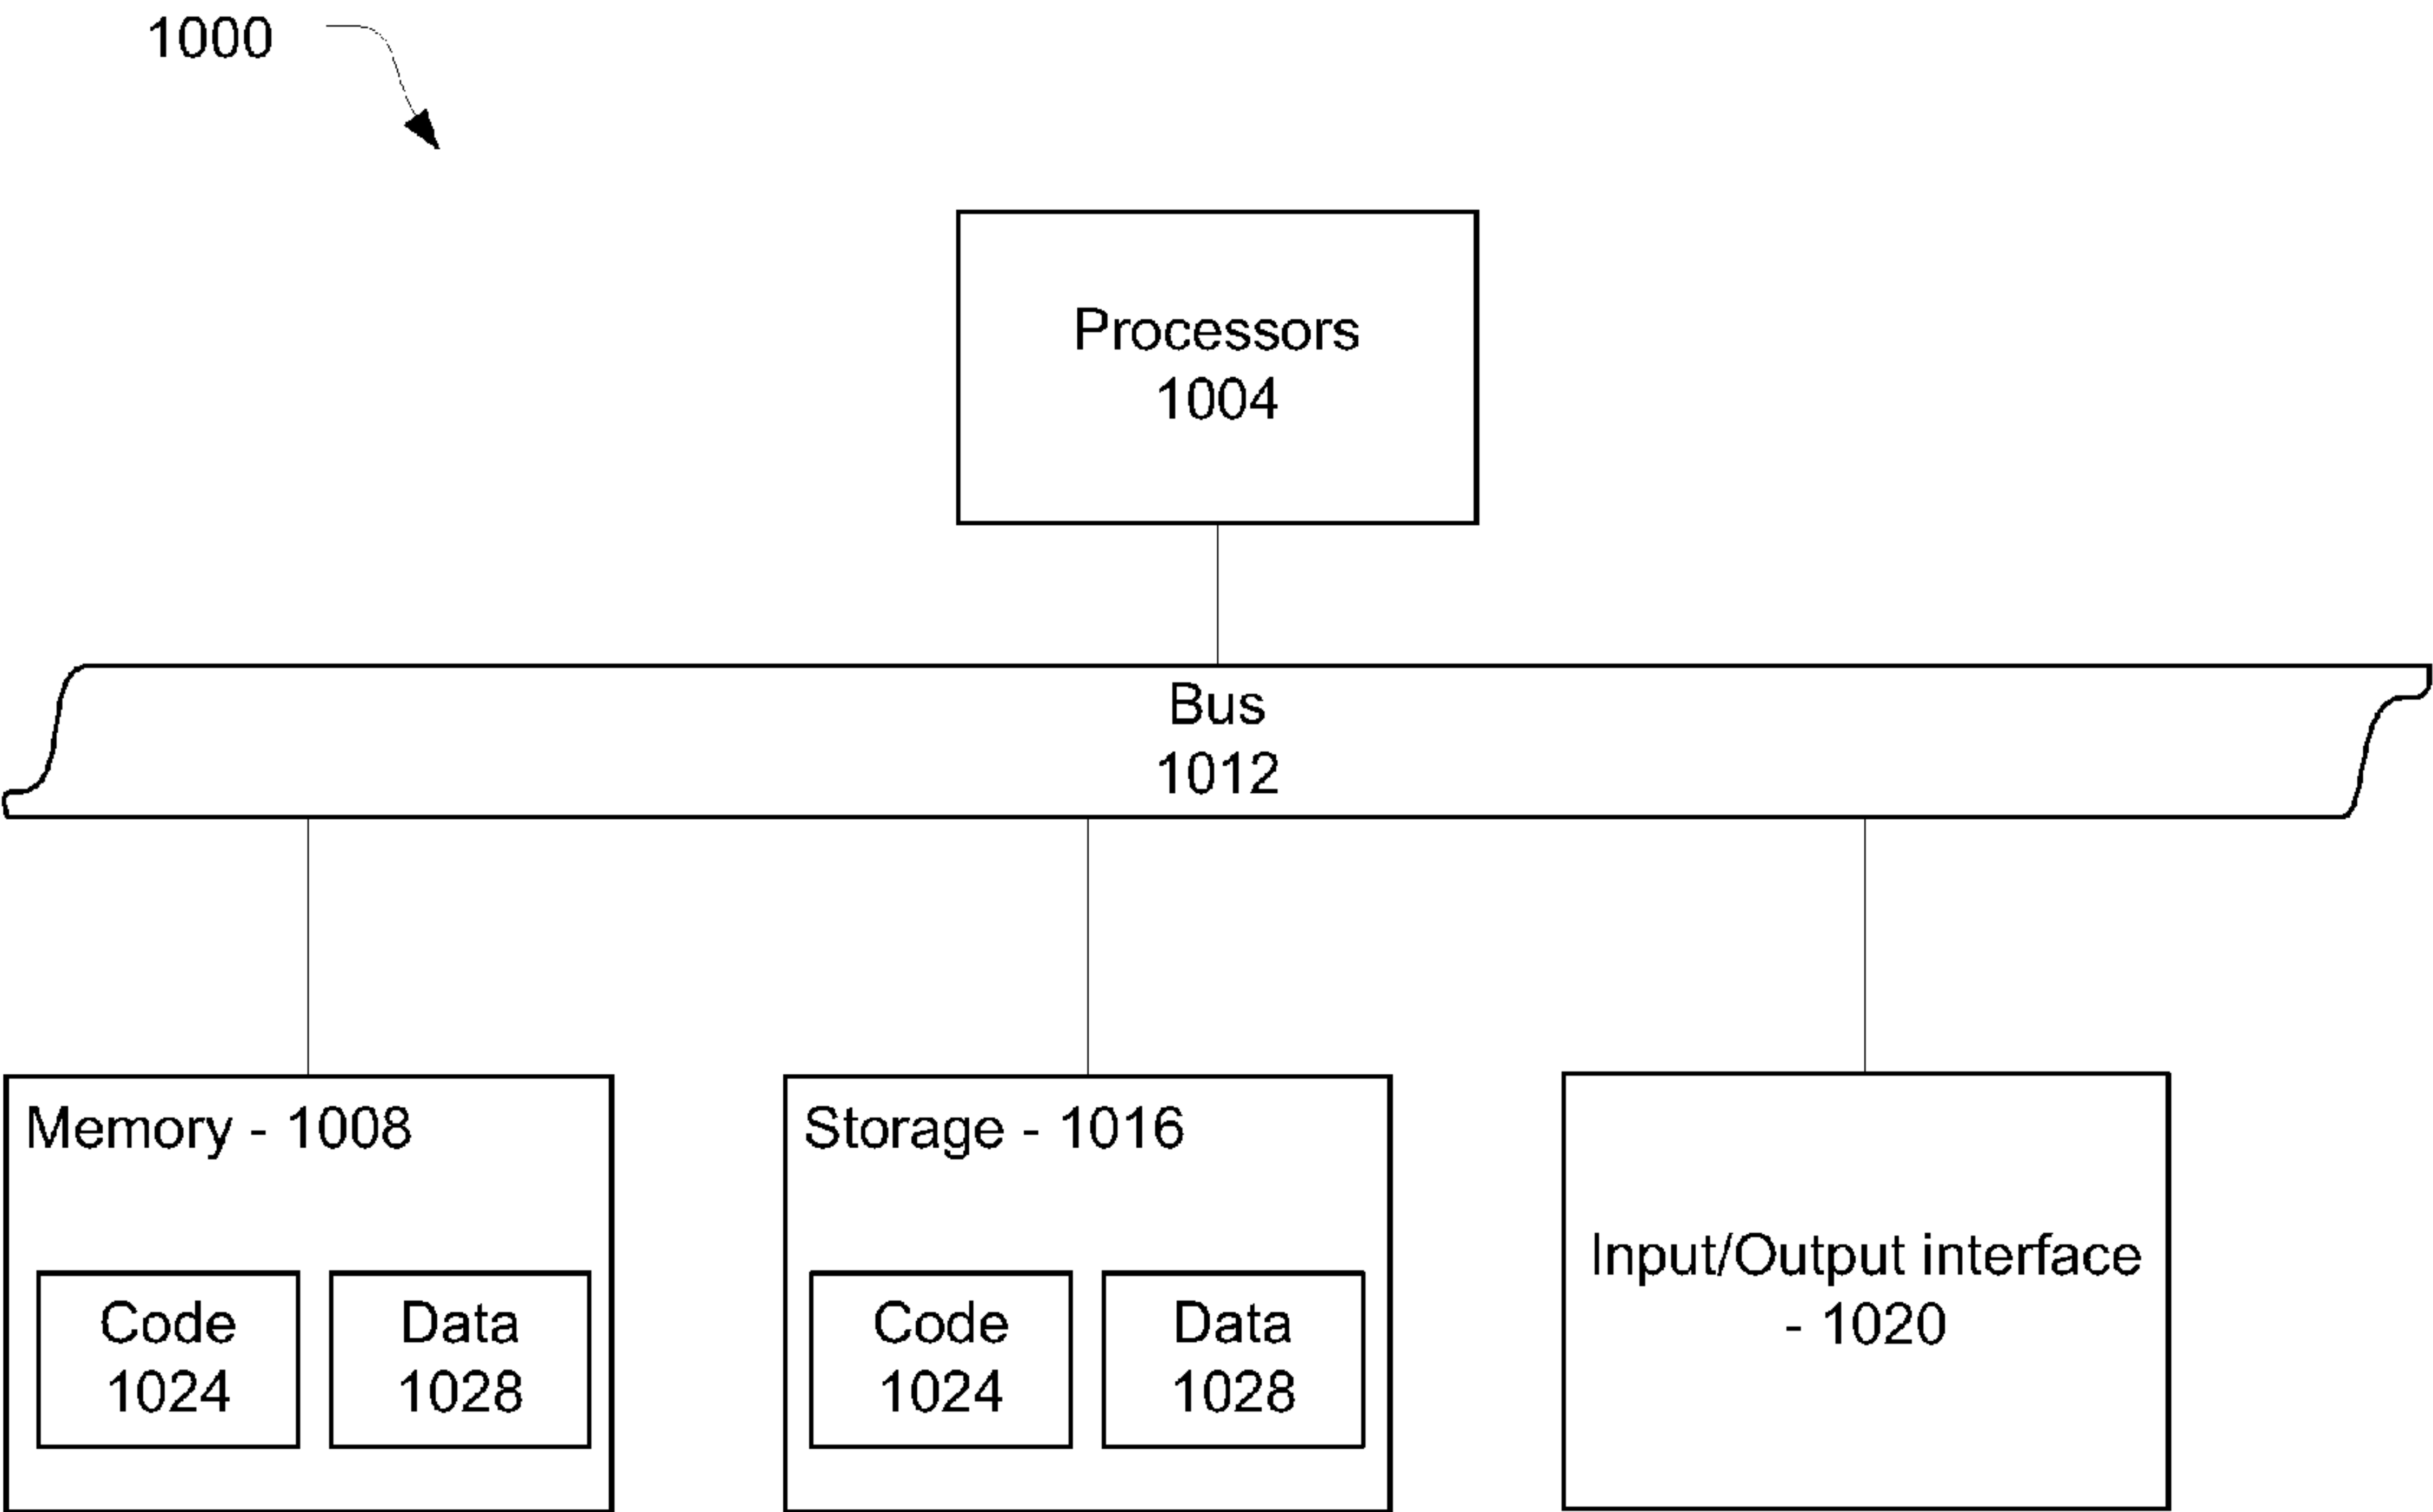 1000
Processors
1004
Bus
1012
Memory - 1008
Code
1024
Data
1028
Storage - 1016
Code
1024
Data
1028
Input/Output interface
- 1020